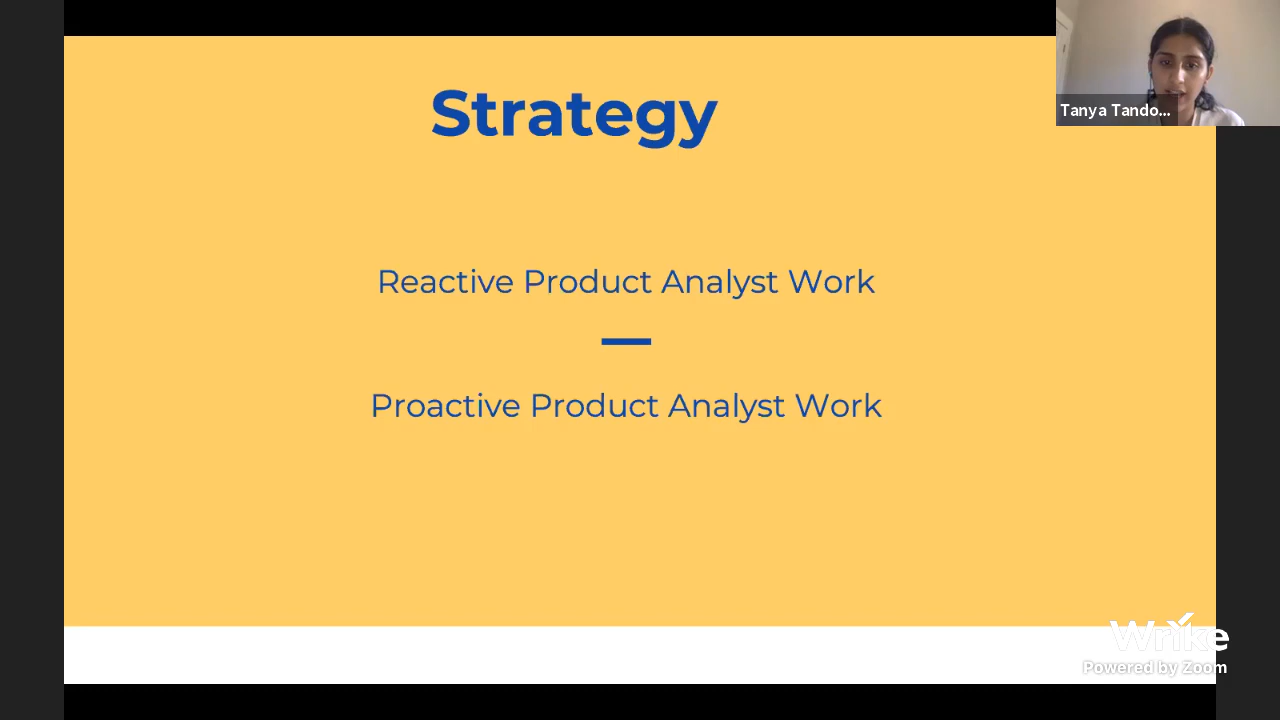 Strategy
Tanya Tando...
Reactive Product Analyst Work
Proactive Product Analyst Work
Wrike
Powered by Zoom